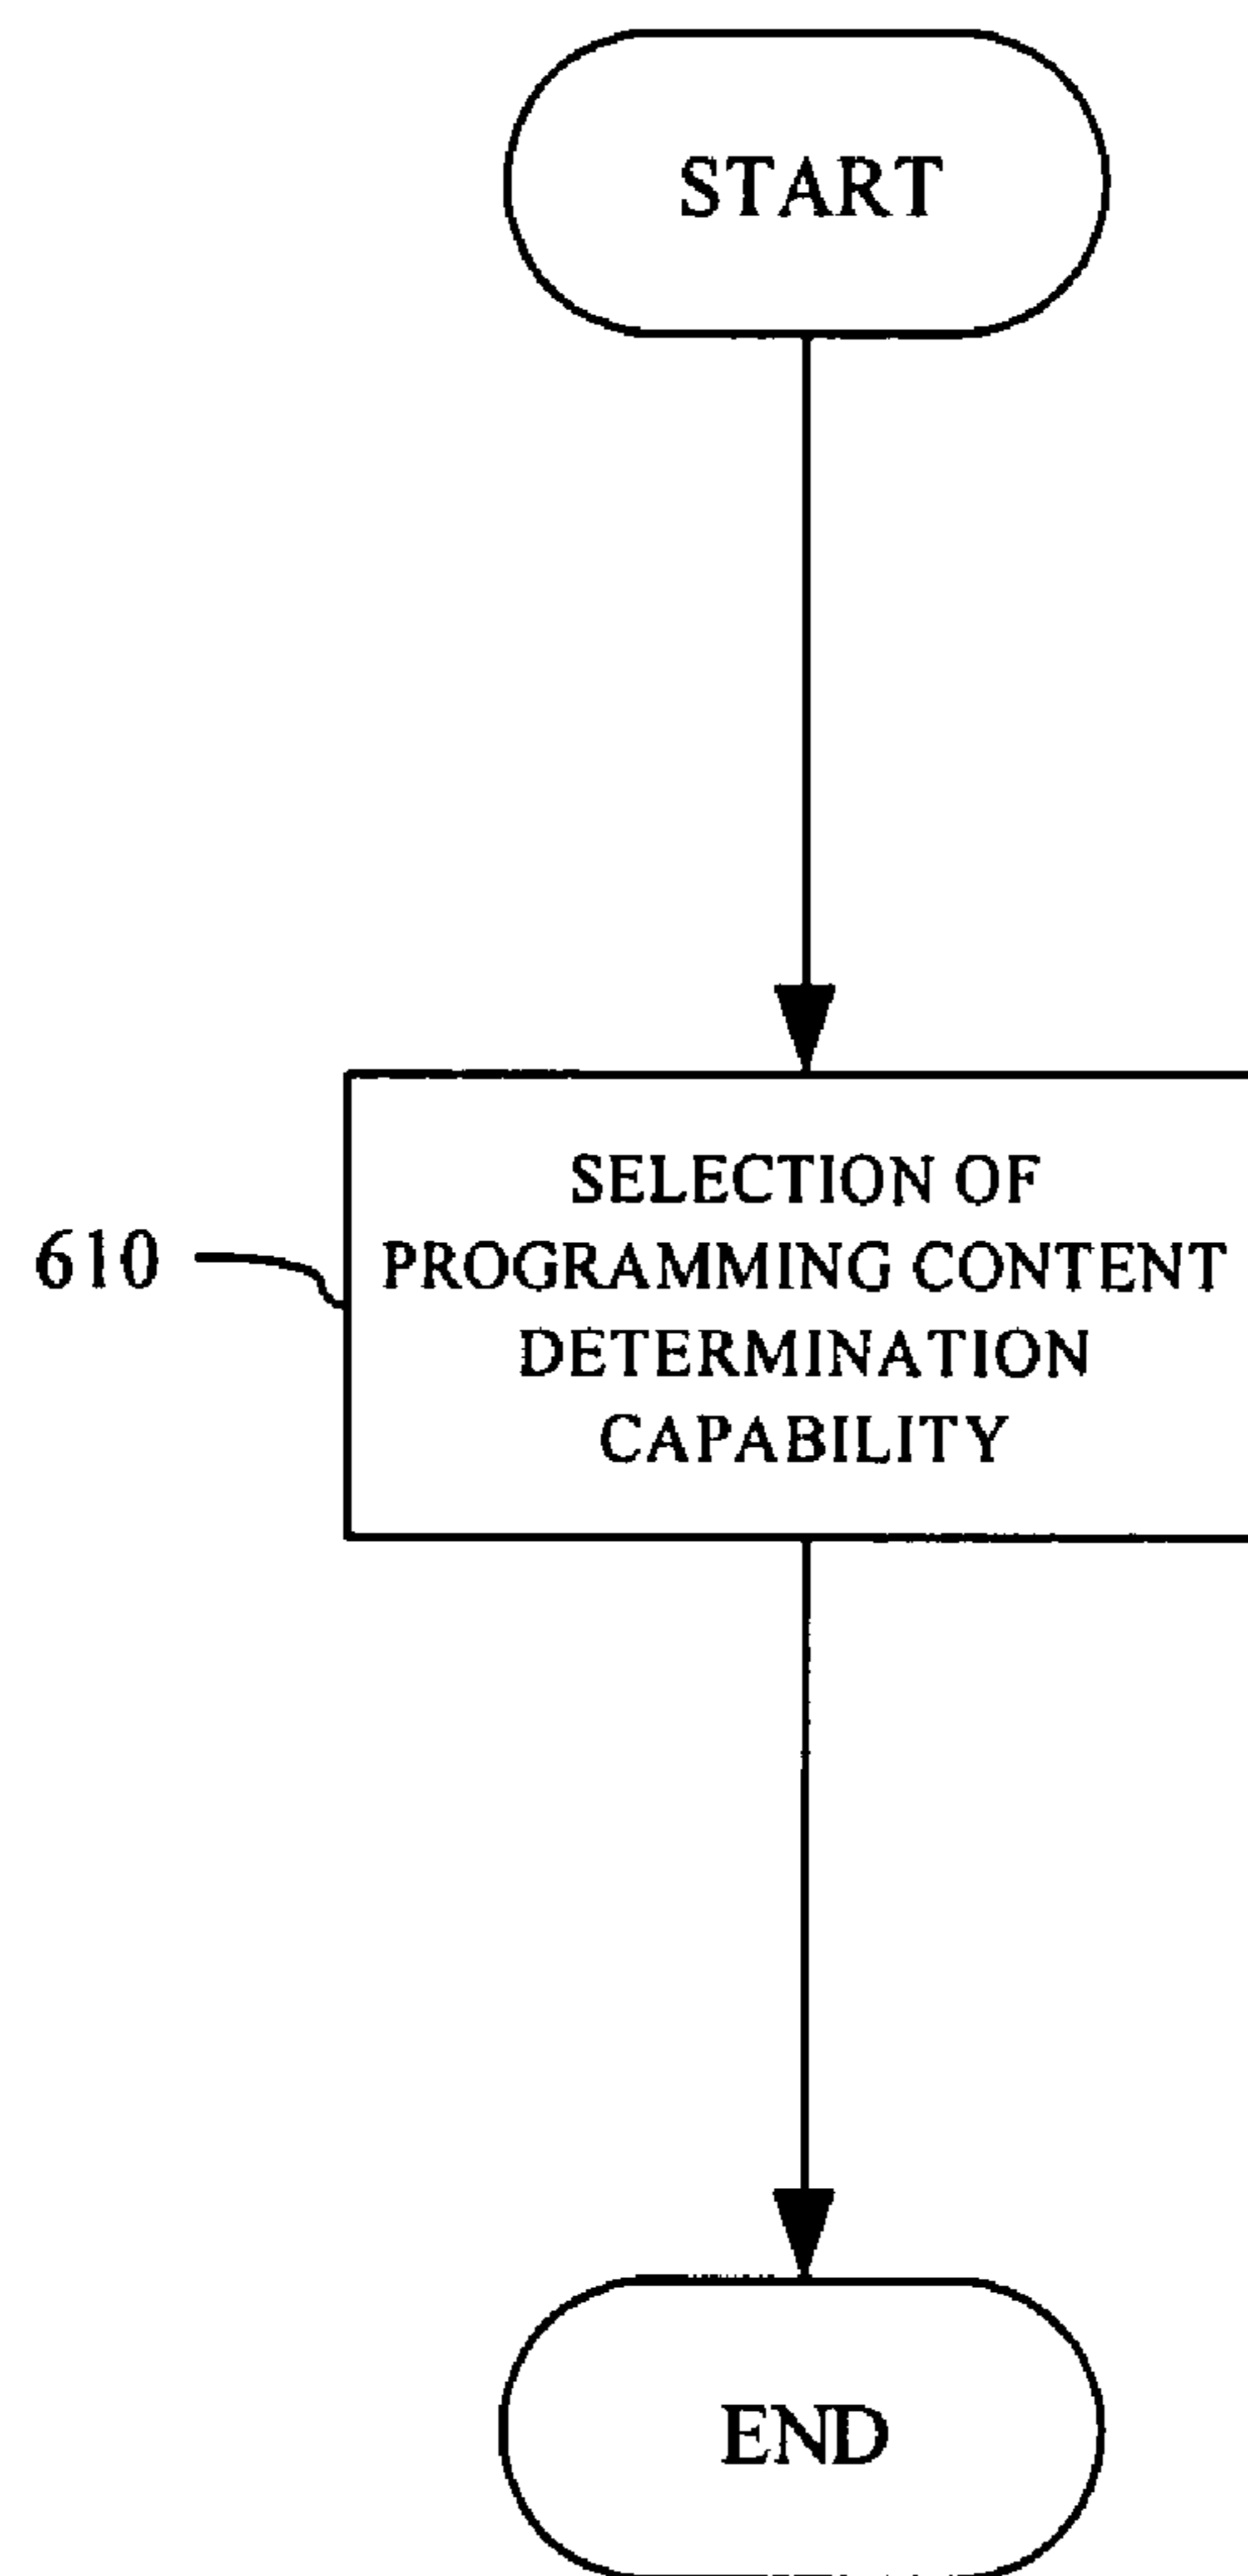 START
SELECTION OF
610 PROGRAMMING CONTENT
DETERMINATION
CAPABILITY
END